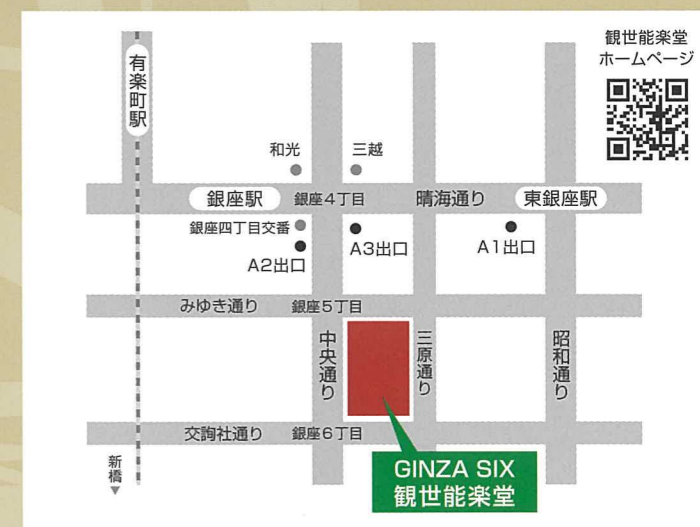 観世能楽堂
ホームページ
有楽町駅
和光
三越
銀座駅
銀座4丁目
晴海通り
東銀座駅
銀座四丁目交番
A2出口
A3出口
A1出口
みゆき通り
銀座5丁目
中央通り
三原通り
昭和通り
交詢社通り
銀座6丁目
新橋
GINZA SIX
観世能楽堂